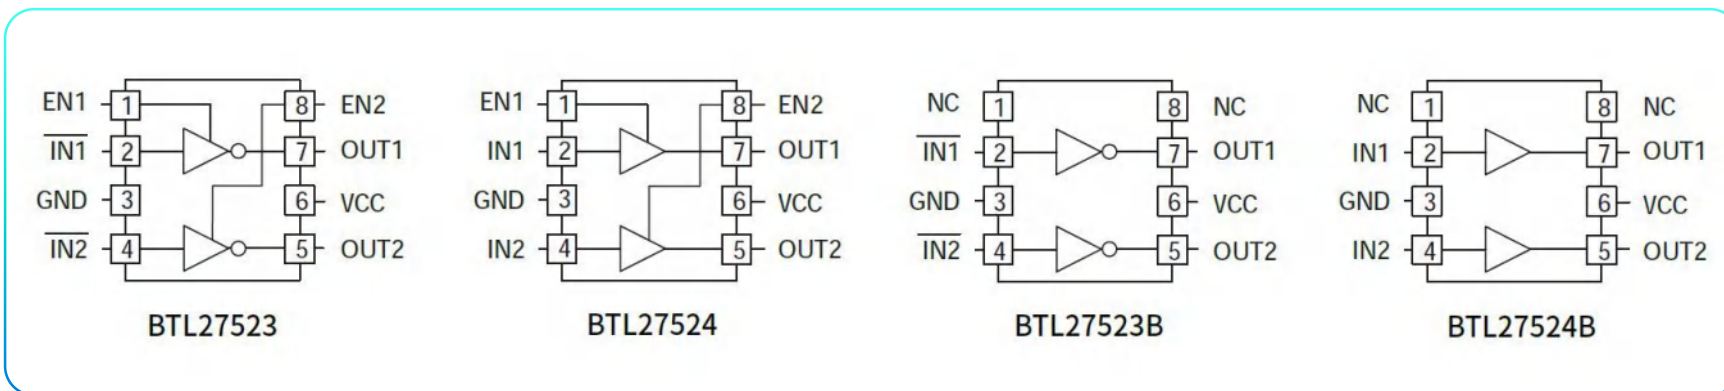 EN1 1 8 EN2
IN1 2 7 OUT1
GND 3 6 VCC
IN2 4 5 OUT2
BTL27523
EN1 1 8 EN2
IN1 2 7 OUT1
GND 3 6 VCC
IN2 4 5 OUT2
BTL27524
NC 1 8 NC
IN1 2 7 OUT1
GND 3 6 VCC
IN2 4 5 OUT2
BTL27523B
NC 1 8 NC
IN1 2 7 OUT1
GND 3 6 VCC
IN2 4 5 OUT2
BTL27524B